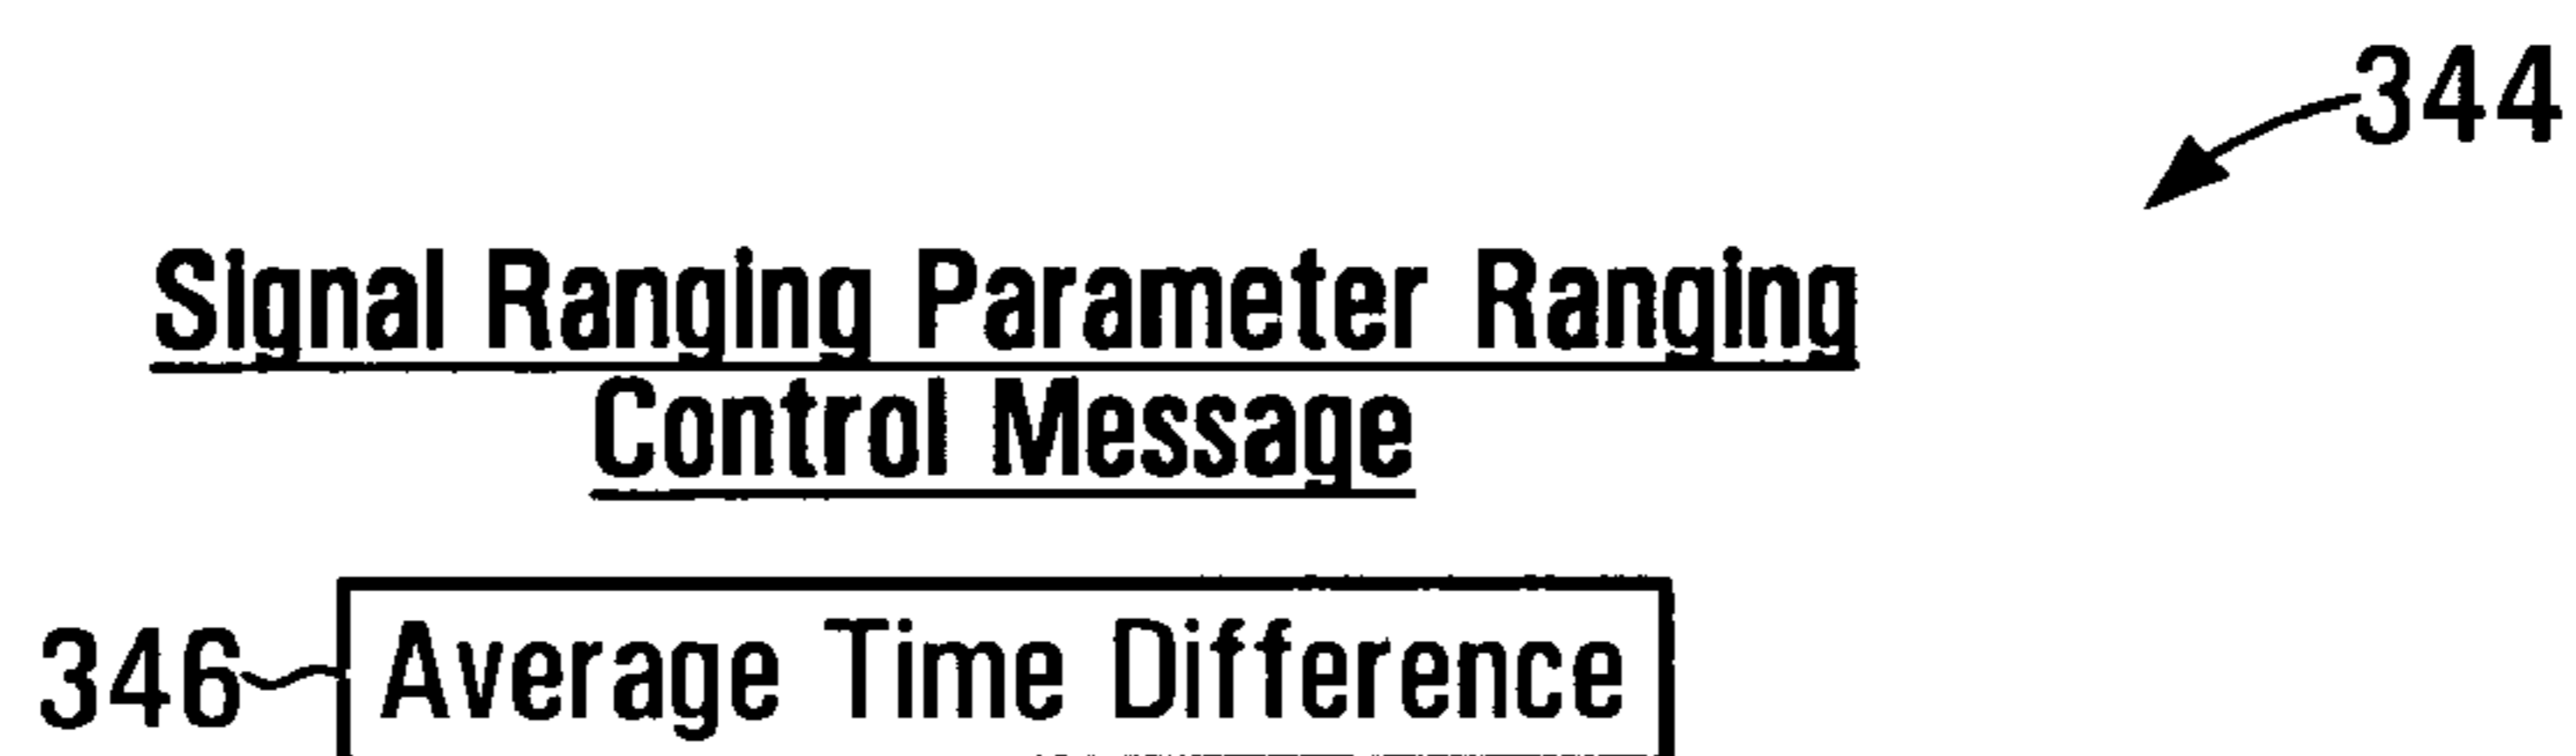 344
Signal Ranging Parameter Ranging
Control Message
346 Average Time Difference